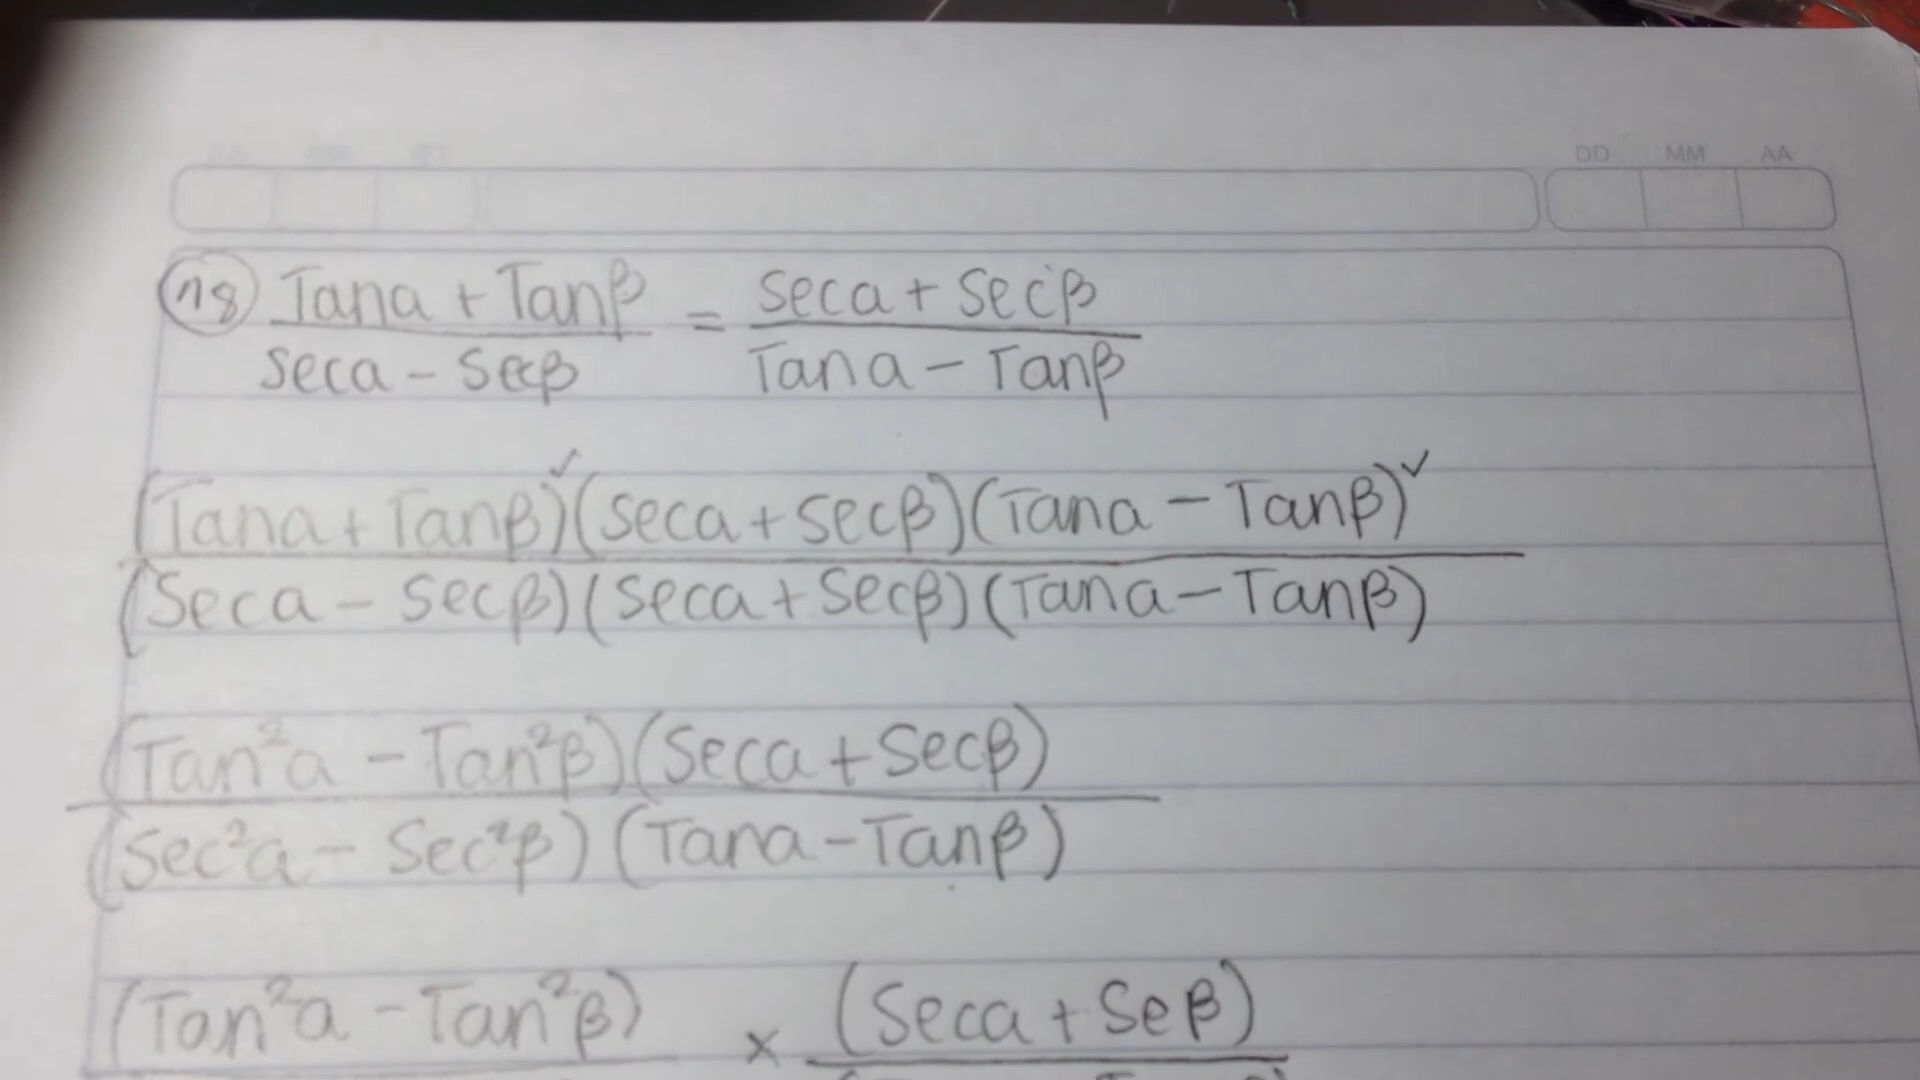 DD MM AA
18 Tana + Tanβ / Seca - Secβ = Seca + Secβ / Tana - Tanβ
(Tana + Tanβ)✓(Seca + Secβ)(Tana - Tanβ)✓
(Seca - Secβ)(Seca + Secβ)(Tana - Tanβ)
(Tan²a - Tan²β)(Seca + Secβ)
(Sec²a - Sec²β)(Tana - Tanβ)
(Tan²a - Tan²β) × (Seca + Seβ)